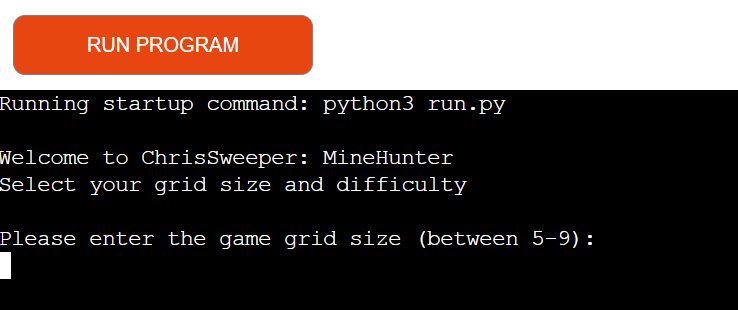 RUN PROGRAM
Running startup command: python3 run.py
Welcome to ChrisSweeper: MineHunter
Select your grid size and difficulty
Please enter the game grid size (between 5-9):